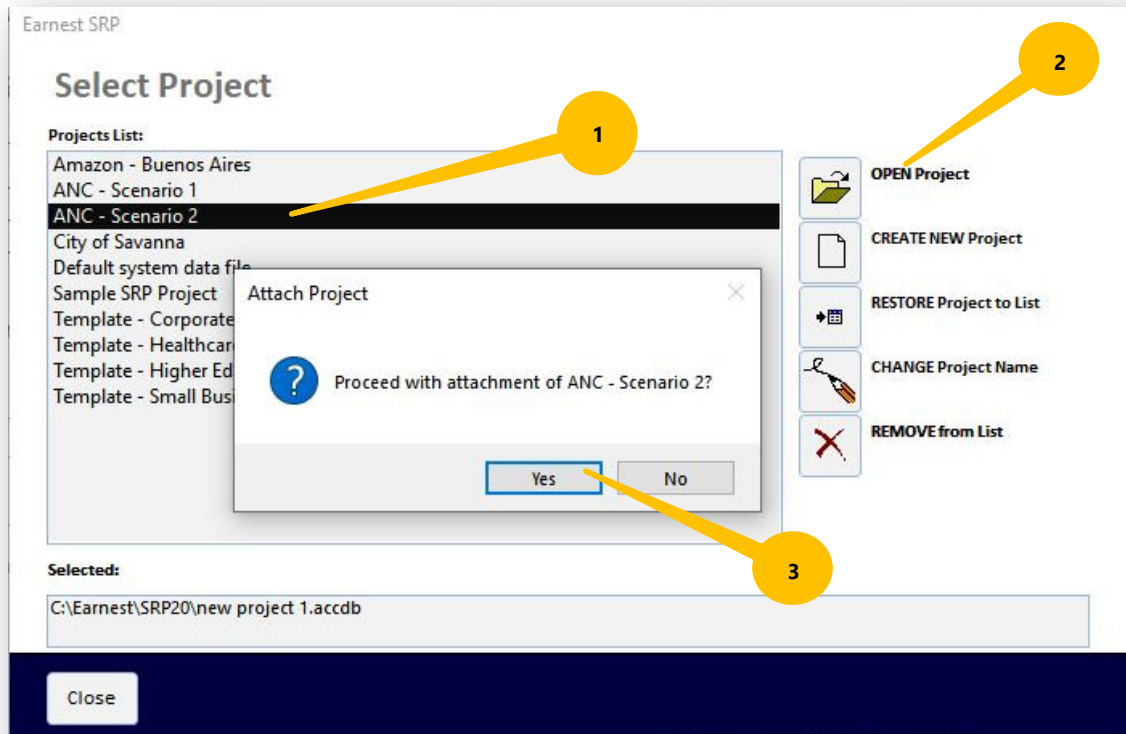 Earnest SRP
Select Project
Projects List:
Amazon - Buenos Aires
ANC - Scenario 1
ANC - Scenario 2
City of Savanna
Default system data file
Sample SRP Project
Template - Corporate
Template - Healthcar
Template - Higher Ed
Template - Small Busi
1
2
OPEN Project
CREATE NEW Project
RESTORE Project to List
CHANGE Project Name
REMOVE from List
Attach Project
?
Proceed with attachment of ANC - Scenario 2?
Yes
No
3
Selected:
C:\Earnest\SRP20\new project 1.accdb
Close